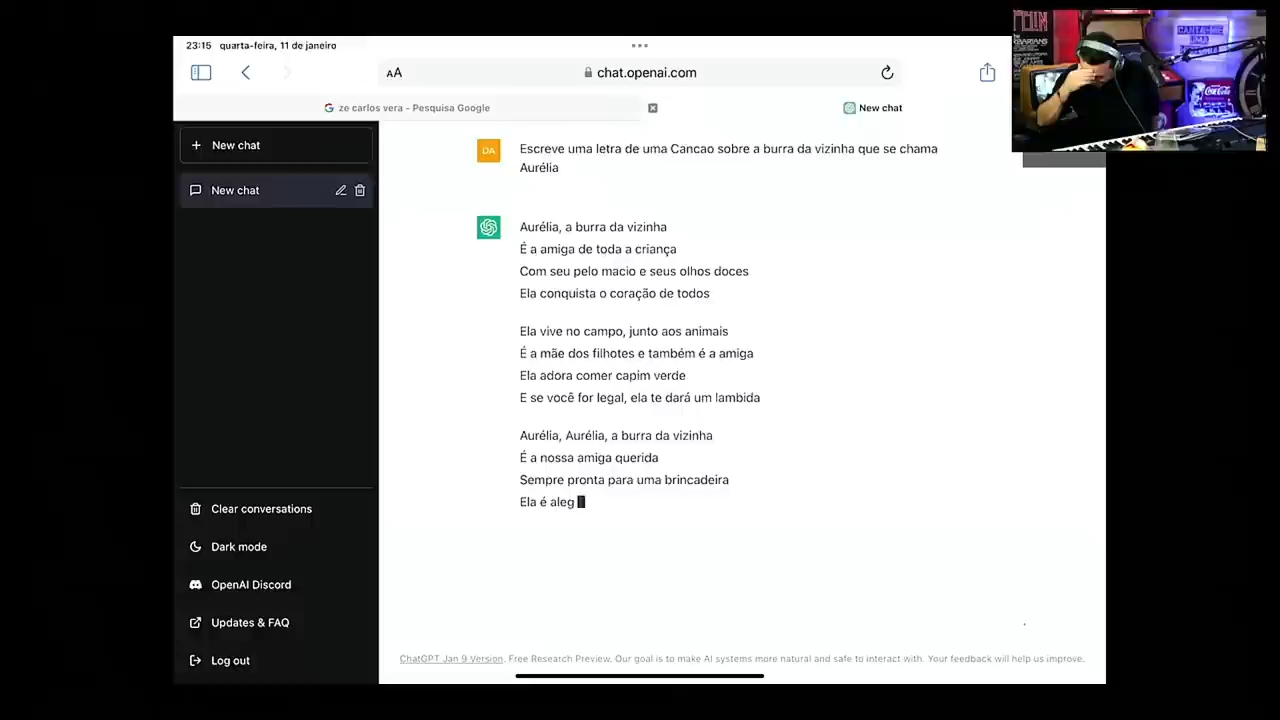 23:15 quarta-feira, 11 de janeiro
AA
chat.openai.com
ze carlos vera - Pesquisa Google
New chat
New chat
New chat
Clear conversations
Dark mode
OpenAI Discord
Updates & FAQ
Log out
DA
Escreve uma letra de uma Cancao sobre a burra da vizinha que se chama
Aurélia
Aurélia, a burra da vizinha
É a amiga de toda a criança
Com seu pelo macio e seus olhos doces
Ela conquista o coração de todos
Ela vive no campo, junto aos animais
É a mãe dos filhotes e também é a amiga
Ela adora comer capim verde
E se você for legal, ela te dará um lambida
Aurélia, Aurélia, a burra da vizinha
É a nossa amiga querida
Sempre pronta para uma brincadeira
Ela é aleg
ChatGPT Jan 9 Version. Free Research Preview. Our goal is to make AI systems more natural and safe to interact with. Your feedback will help us improve.
CANTA-ME
UMA
Coca-Cola